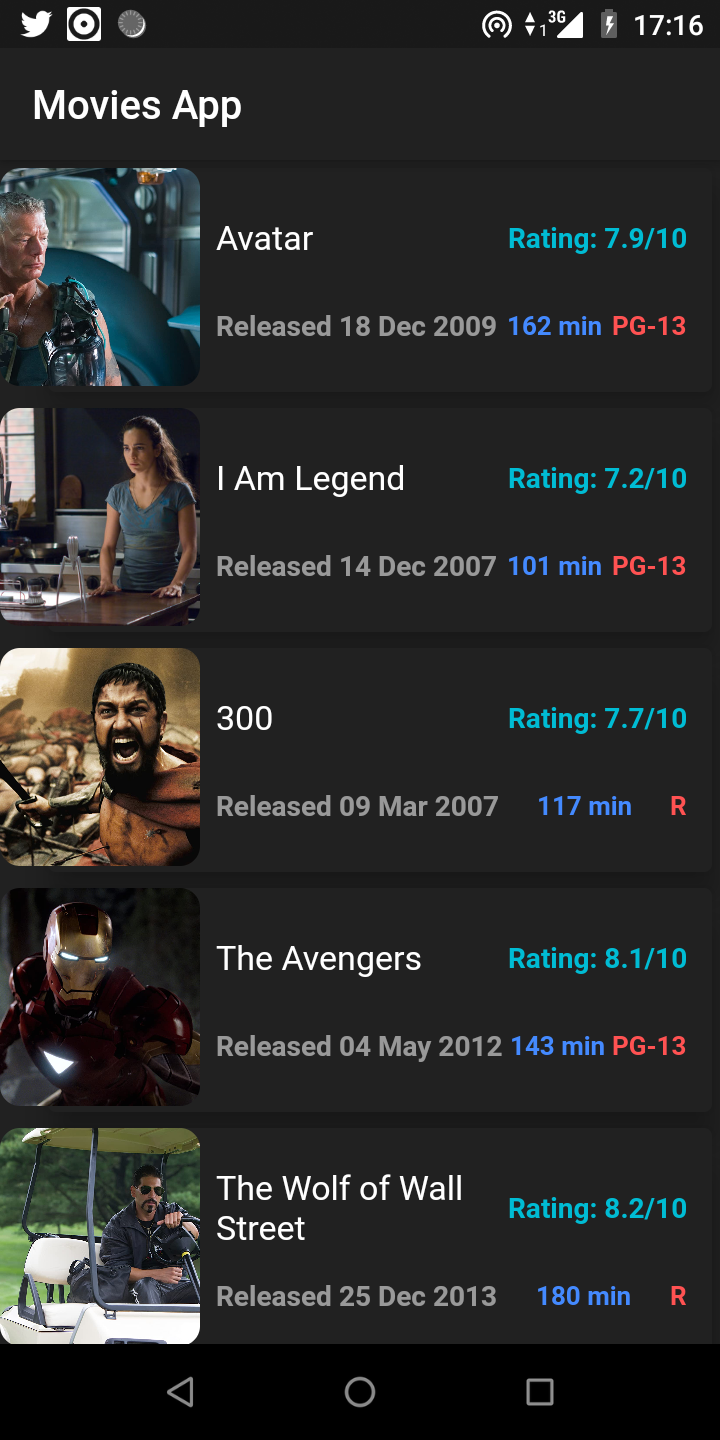 1 3G 17:16
Movies App
Avatar Rating: 7.9/10
Released 18 Dec 2009 162 min PG-13
I Am Legend Rating: 7.2/10
Released 14 Dec 2007 101 min PG-13
300 Rating: 7.7/10
Released 09 Mar 2007 117 min R
The Avengers Rating: 8.1/10
Released 04 May 2012 143 min PG-13
The Wolf of Wall
Street Rating: 8.2/10
Released 25 Dec 2013 180 min R